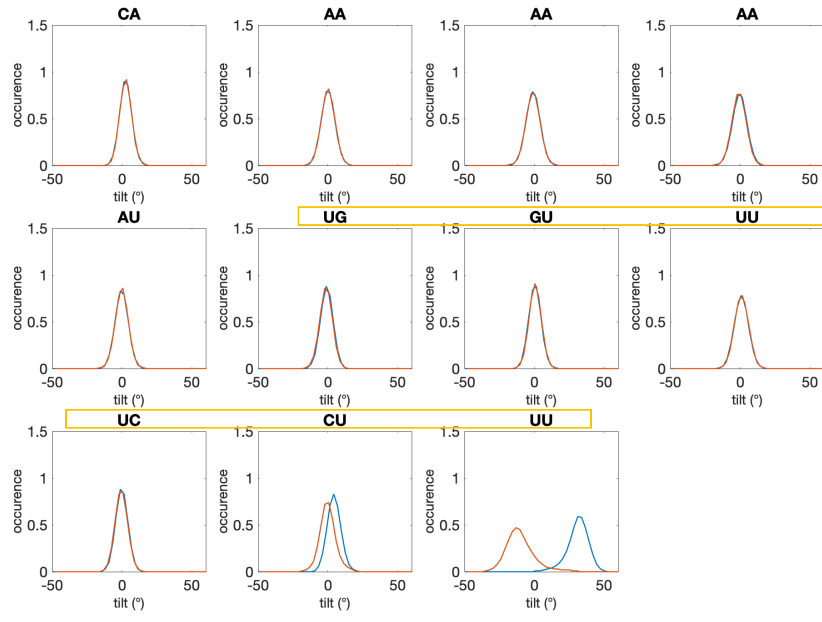 CA AA AA AA
1.5 1.5 1.5 1.5
occurence occurence occurence occurence
1 1 1 1
0.5 0.5 0.5 0.5
0 0 0 0
-50 0 50 -50 0 50 -50 0 50 -50 0 50
tilt (°) tilt (°) tilt (°) tilt (°)
AU UG GU UU
1.5 1.5 1.5 1.5
occurence occurence occurence occurence
1 1 1 1
0.5 0.5 0.5 0.5
0 0 0 0
-50 0 50 -50 0 50 -50 0 50 -50 0 50
tilt (°) tilt (°) tilt (°) tilt (°)
UC CU UU
1.5 1.5 1.5
occurence occurence occurence
1 1 1
0.5 0.5 0.5
0 0 0
-50 0 50 -50 0 50 -50 0 50
tilt (°) tilt (°) tilt (°)